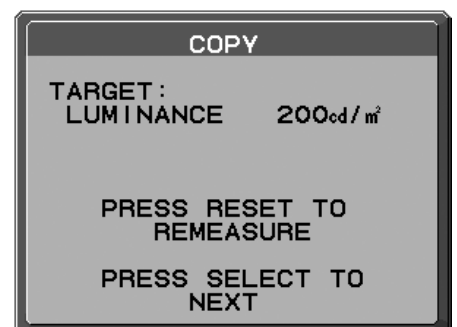 COPY
TARGET:
LUMINANCE 200cd/㎡
PRESS RESET TO
REMEASURE
PRESS SELECT TO
NEXT